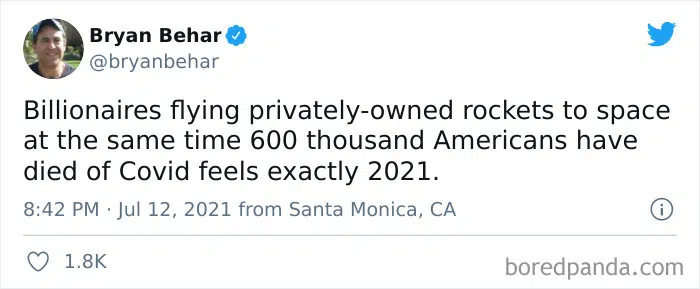 Bryan Behar
@bryanbehar
Billionaires flying privately-owned rockets to space
at the same time 600 thousand Americans have
died of Covid feels exactly 2021.
8:42 PM · Jul 12, 2021 from Santa Monica, CA
1.8K
boredpanda.com